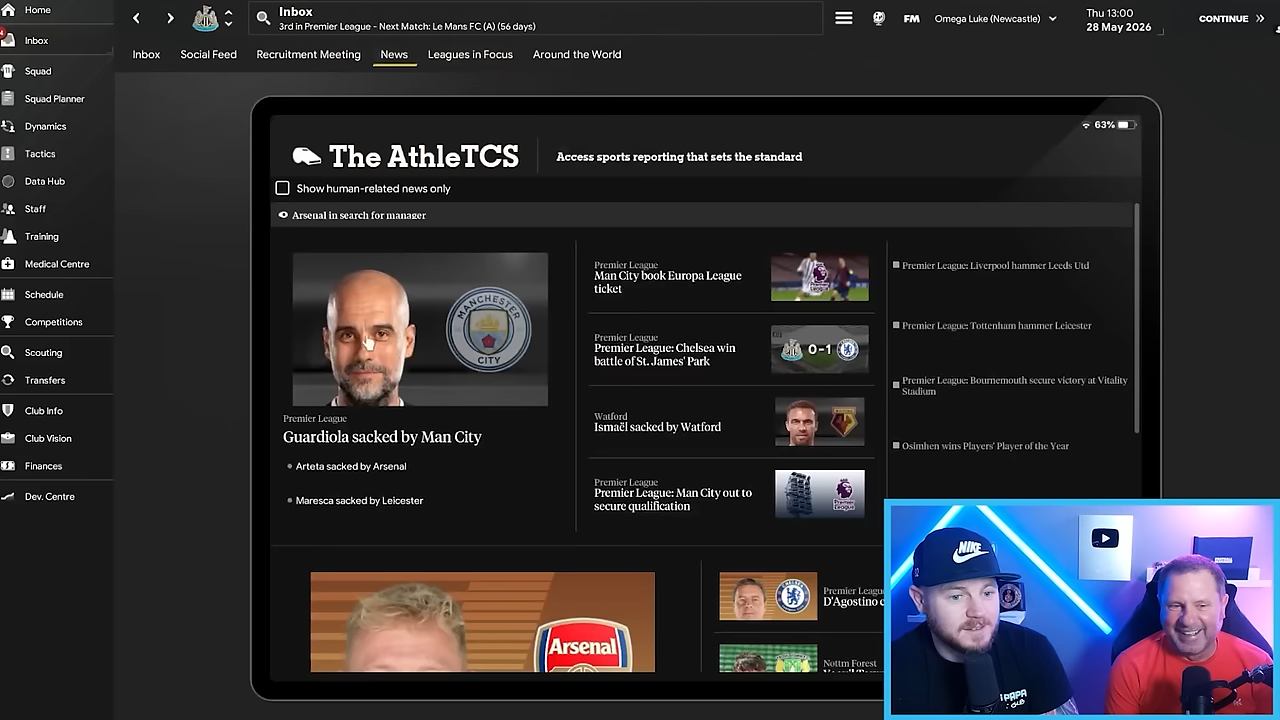 Home
Inbox
Squad
Squad Planner
Dynamics
Tactics
Data Hub
Staff
Training
Medical Centre
Schedule
Competitions
Scouting
Transfers
Club Info
Club Vision
Finances
Dev. Centre
Inbox
3rd in Premier League - Next Match: Le Mans FC (A) (56 days)
FM
Omega Luke (Newcastle)
Thu 13:00
28 May 2026
CONTINUE
Inbox
Social Feed
Recruitment Meeting
News
Leagues in Focus
Around the World
63%
The AthleTCS
Access sports reporting that sets the standard
Show human-related news only
Arsenal in search for manager
MANCHESTER
CITY
Premier League
Guardiola sacked by Man City
Arteta sacked by Arsenal
Maresca sacked by Leicester
Premier League
Man City book Europa League
ticket
Premier League
Premier League: Chelsea win
battle of St. James' Park
0-1
Watford
Ismaël sacked by Watford
Premier League
Premier League: Man City out to
secure qualification
Premier League: Liverpool hammer Leeds Utd
Premier League: Tottenham hammer Leicester
Premier League: Bournemouth secure victory at Vitality
Stadium
Osimhen wins Players' Player of the Year
Arsenal
Premier League
D'Agostino c
Nottm Forest
NIKE
PAPA